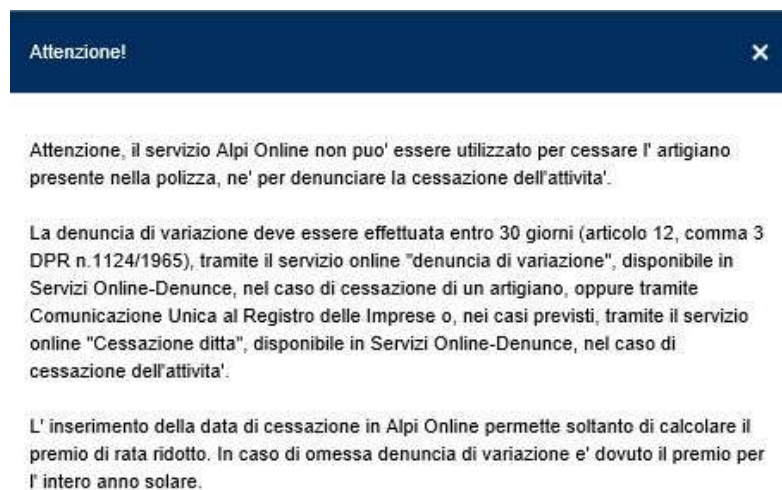 Attenzione!
Attenzione, il servizio Alpi Online non puo' essere utilizzato per cessare l' artigiano
presente nella polizza, ne' per denunciare la cessazione dell'attivita'.
La denuncia di variazione deve essere effettuata entro 30 giorni (articolo 12, comma 3
DPR n.1124/1965), tramite il servizio online "denuncia di variazione", disponibile in
Servizi Online-Denunce, nel caso di cessazione di un artigiano, oppure tramite
Comunicazione Unica al Registro delle Imprese o, nei casi previsti, tramite il servizio
online "Cessazione ditta", disponibile in Servizi Online-Denunce, nel caso di
cessazione dell'attivita'.
L' inserimento della data di cessazione in Alpi Online permette soltanto di calcolare il
premio di rata ridotto. In caso di omessa denuncia di variazione e' dovuto il premio per
l' intero anno solare.